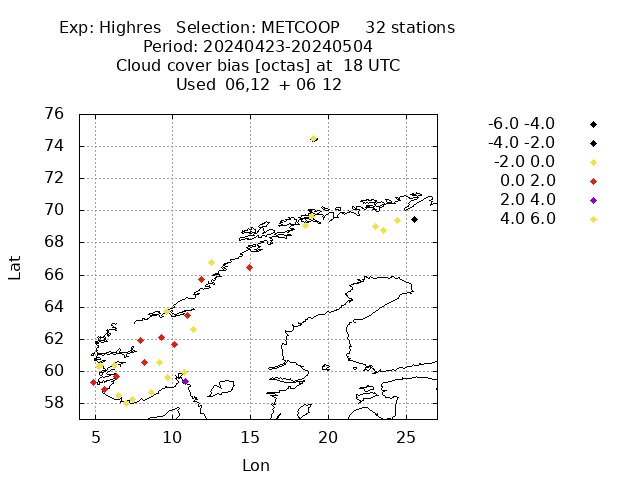 Exp: Highres   Selection: METCOOP     32 stations
Period: 20240423-20240504
Cloud cover bias [octas] at  18 UTC
Used  06,12  + 06 12
76
74
72
70
68
66
64
62
60
58
5 10 15 20 25
Lat
Lon
-6.0 -4.0
-4.0 -2.0
-2.0 0.0
0.0 2.0
2.0 4.0
4.0 6.0